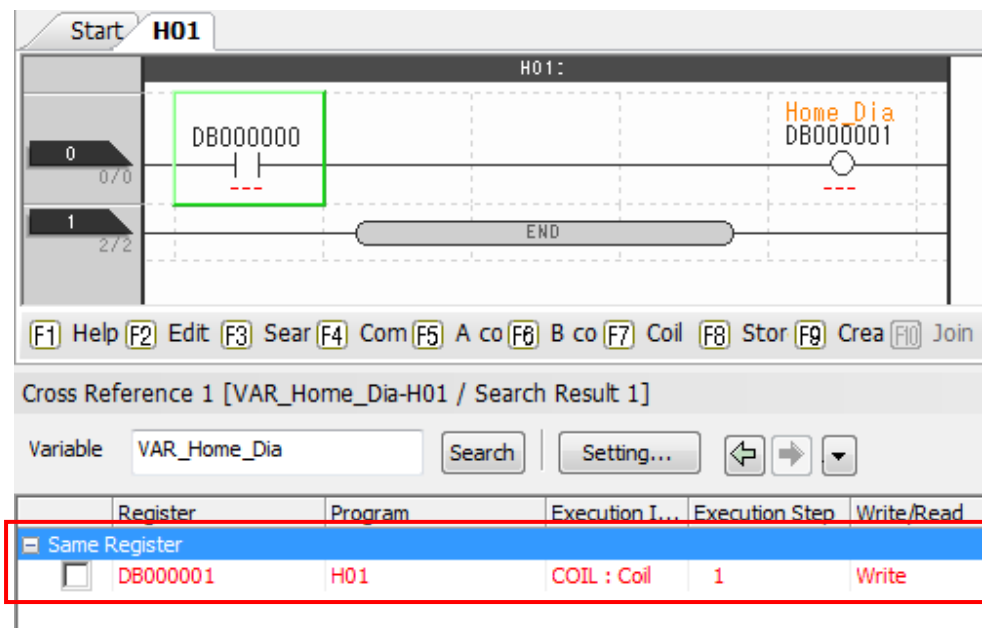 Start H01
H01:
DB000000
---
Home_Dia
DB000001
---
0
0/0
1
2/2
END
F1 Help F2 Edit F3 Sear F4 Com F5 A co F6 B co F7 Coil F8 Stor F9 Crea F10 Join
Cross Reference 1 [VAR_Home_Dia-H01 / Search Result 1]
Variable VAR_Home_Dia Search Setting...
Register Program Execution I... Execution Step Write/Read
Same Register
DB000001 H01 COIL : Coil 1 Write